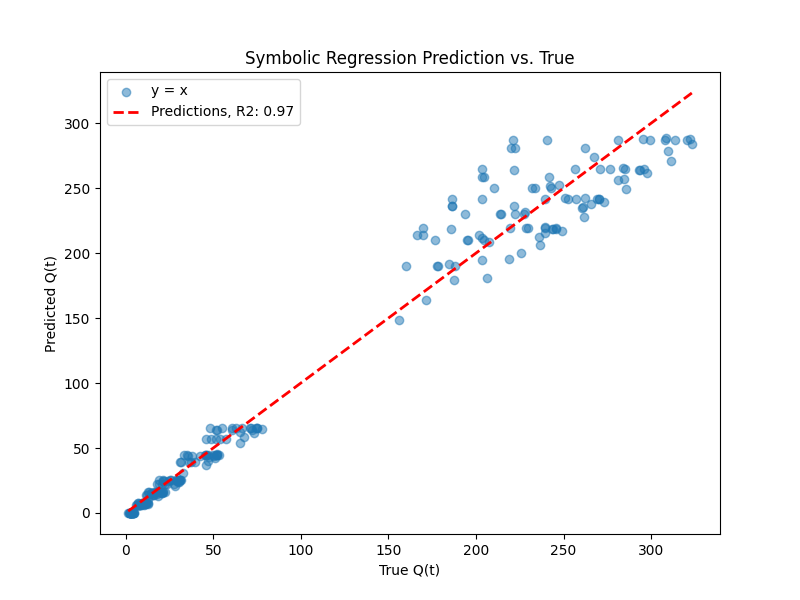 Symbolic Regression Prediction vs. True
y = x
Predictions, R2: 0.97
Predicted Q(t)
300
250
200
150
100
50
0
0 50 100 150 200 250 300
True Q(t)